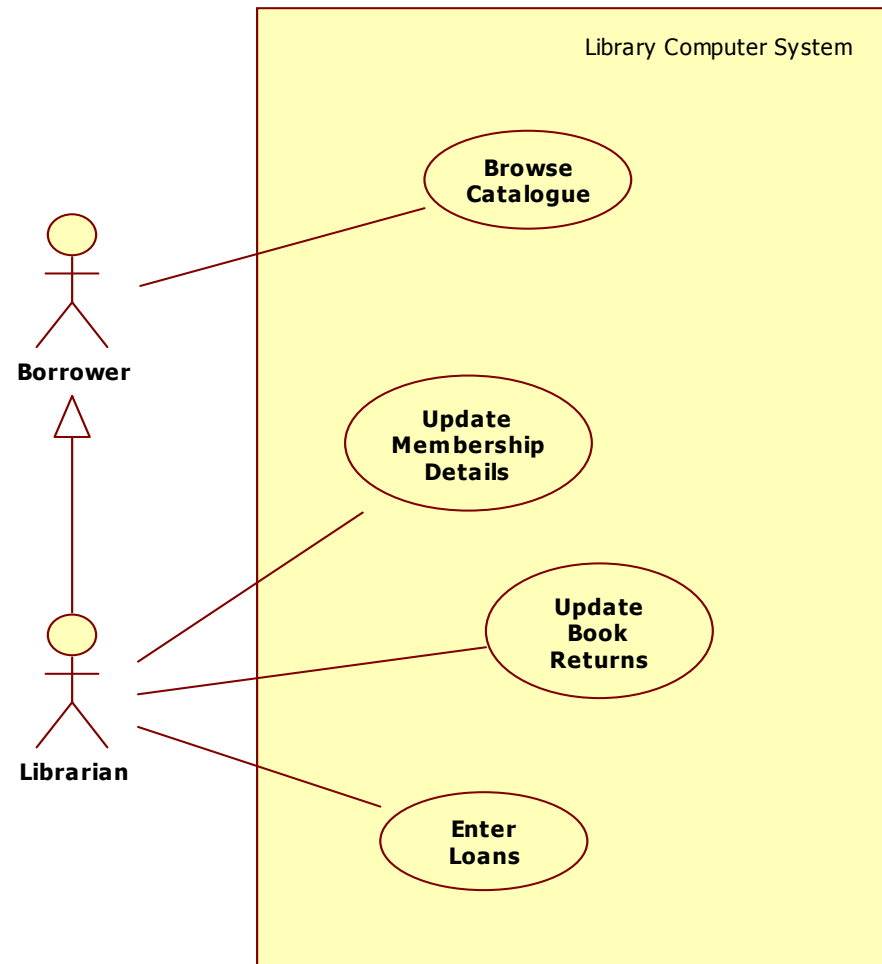 Library Computer System
Browse
Catalogue
Borrower
Update
Membership
Details
Update
Book
Returns
Librarian
Enter
Loans